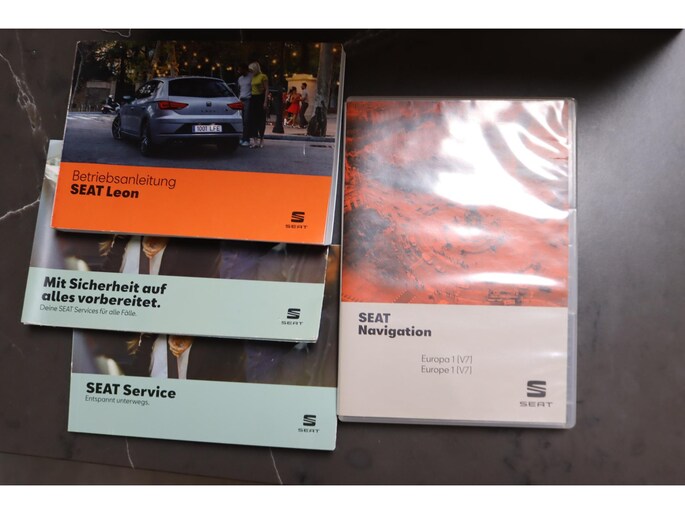 1001 LFE
Betriebsanleitung
SEAT Leon
SEAT
Mit Sicherheit auf
alles vorbereitet.
Deine SEAT Services für alle Fälle.
SEAT
SEAT Service
Entspannt unterwegs.
SEAT
SEAT
Navigation
Europa 1 (V7)
Europe 1 (V7)
SEAT